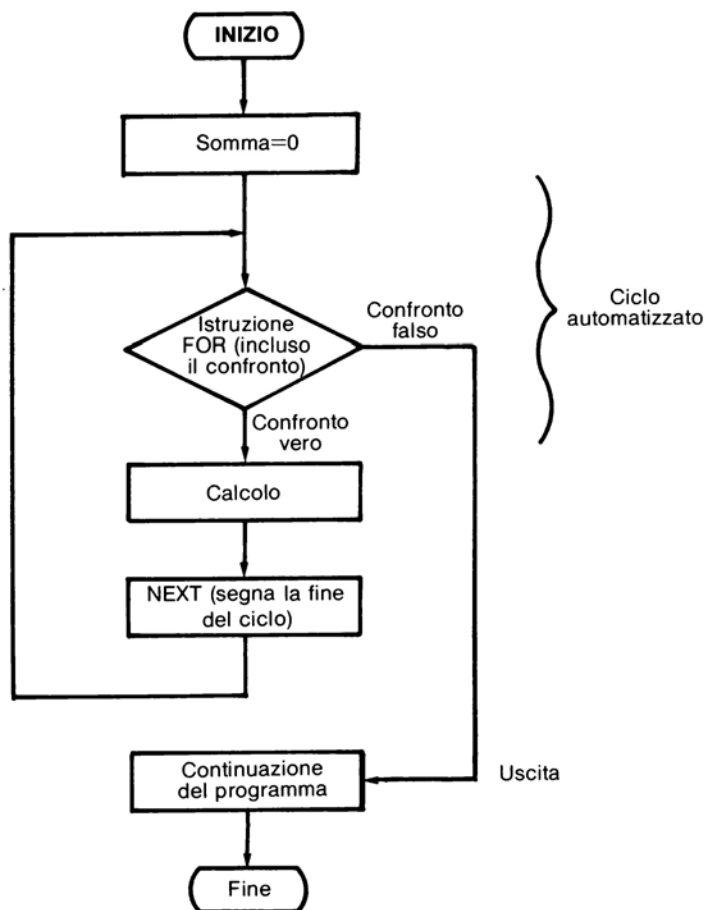 INIZIO
Somma=0
Istruzione
FOR (incluso
il confronto)
Confronto
falso
Ciclo
automatizzato
Confronto
vero
Calcolo
NEXT (segna la fine
del ciclo)
Continuazione
del programma
Uscita
Fine